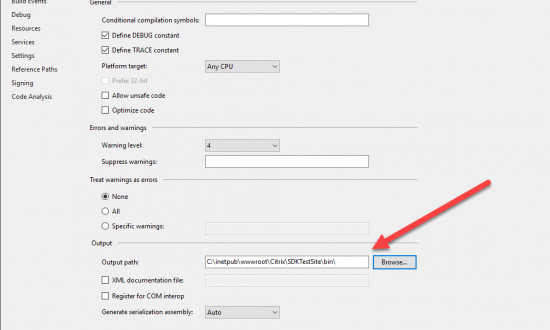 Build Events
Debug
Resources
Services
Settings
Reference Paths
Signing
Code Analysis
General
Conditional compilation symbols:
Define DEBUG constant
Define TRACE constant
Platform target: Any CPU
Prefer 32-bit
Allow unsafe code
Optimize code
Errors and warnings
Warning level: 4
Suppress warnings:
Treat warnings as errors
None
All
Specific warnings:
Output
Output path: C:\inetpub\wwwroot\Citrix\SDKTestSite\bin\ Browse...
XML documentation file:
Register for COM interop
Generate serialization assembly: Auto